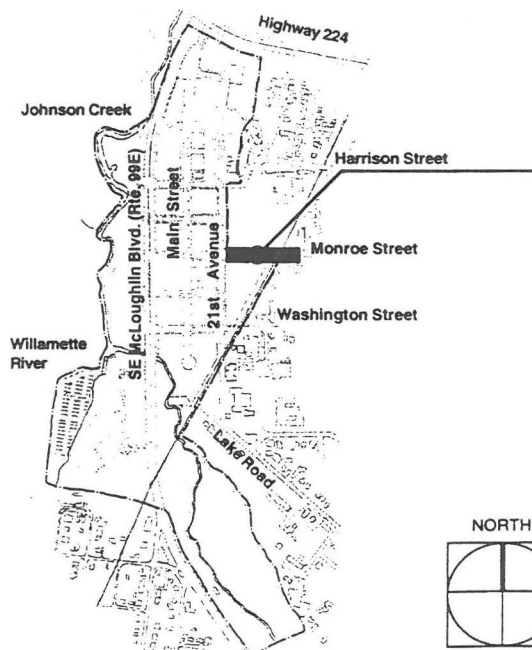 Highway 224
Johnson Creek
Harrison Street
SE McLoughlin Blvd. (Rte. 99E)
Main Street
21st Avenue
Monroe Street
Washington Street
Willamette
River
Lake Road
NORTH